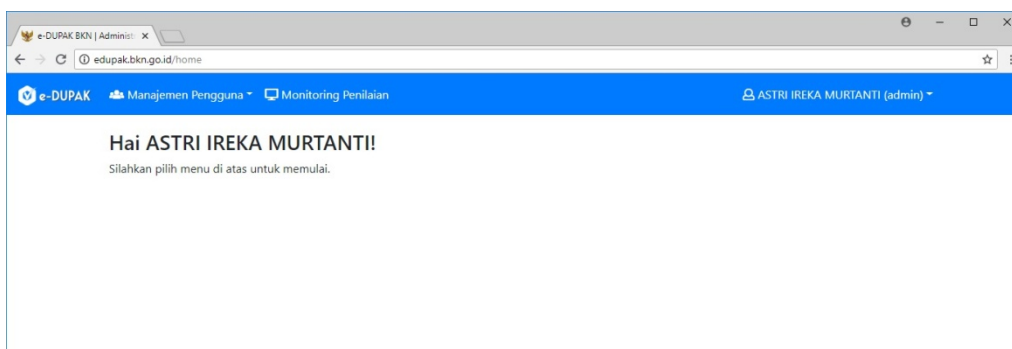 e-DUPAK BKN | Administ
edupak.bkn.go.id/home
e-DUPAK Manajemen Pengguna Monitoring Penilaian ASTRI IREKA MURTANTI (admin)
Hai ASTRI IREKA MURTANTI!
Silahkan pilih menu di atas untuk memulai.